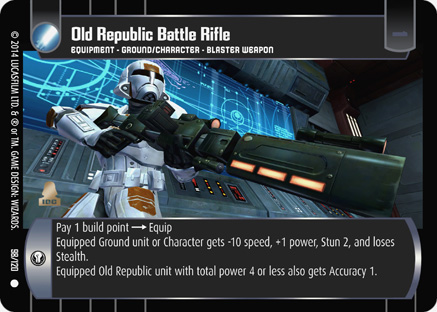 Old Republic Battle Rifle
EQUIPMENT - GROUND/CHARACTER - BLASTER WEAPON
© 2014 LUCASFILM LTD. & ® or TM. GAME DESIGN: WIZARDS.
IDC
Pay 1 build point → Equip
Equipped Ground unit or Character gets -10 speed, +1 power, Stun 2, and loses
Stealth.
Equipped Old Republic unit with total power 4 or less also gets Accuracy 1.